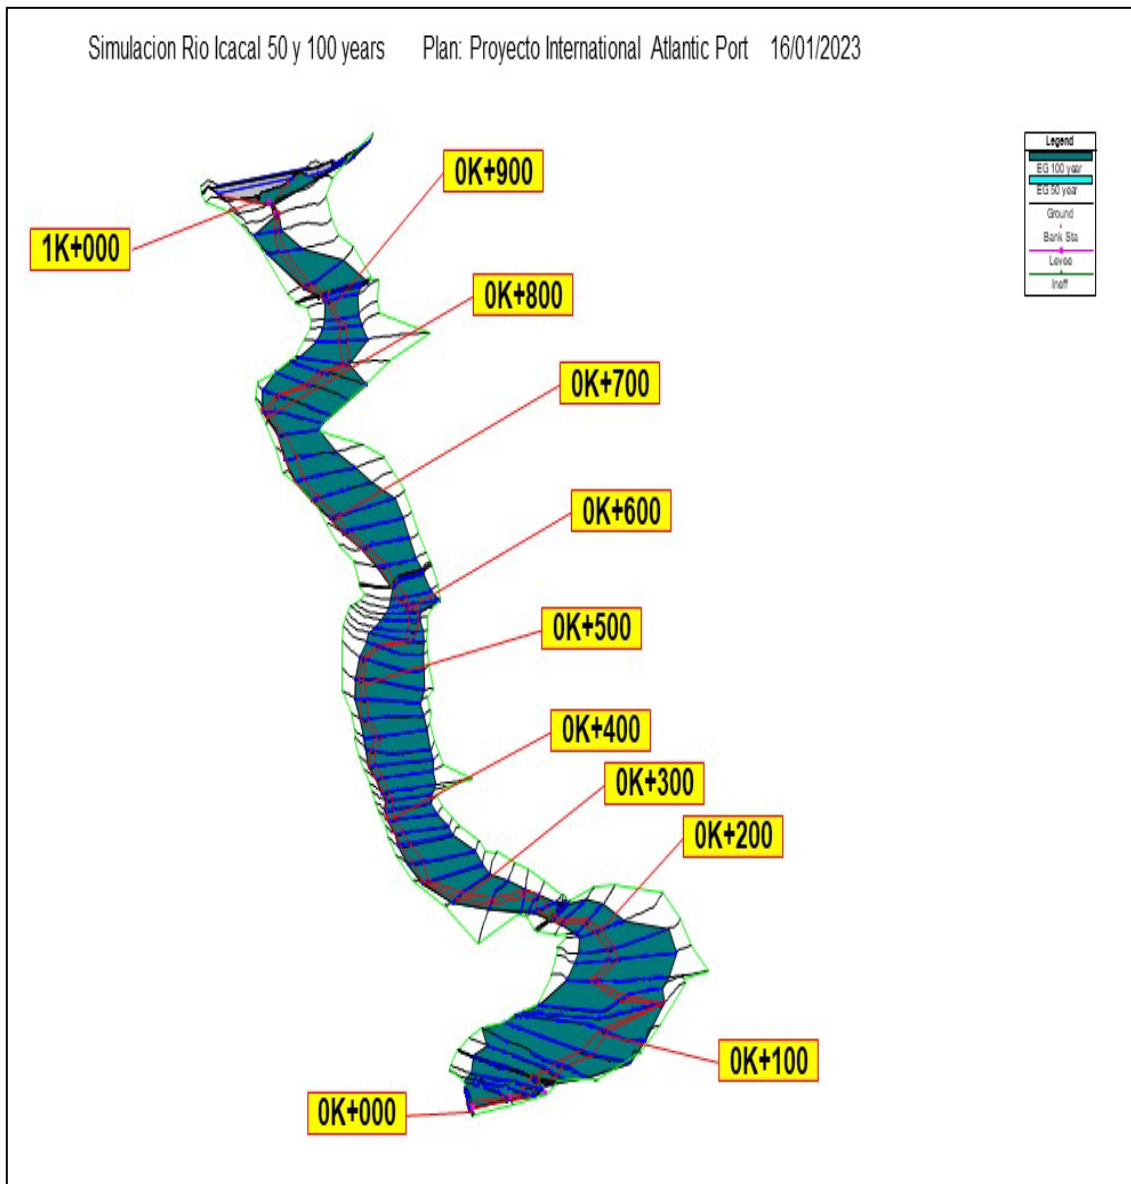 Simulacion Rio Icacal 50 y 100 years Plan: Proyecto International Atlantic Port 16/01/2023
Legend
EG 100 year
EG 50 year
Ground
Bank Sta
Levee
Ineff
0K+900
1K+000
0K+800
0K+700
0K+600
0K+500
0K+400
0K+300
0K+200
0K+100
0K+000